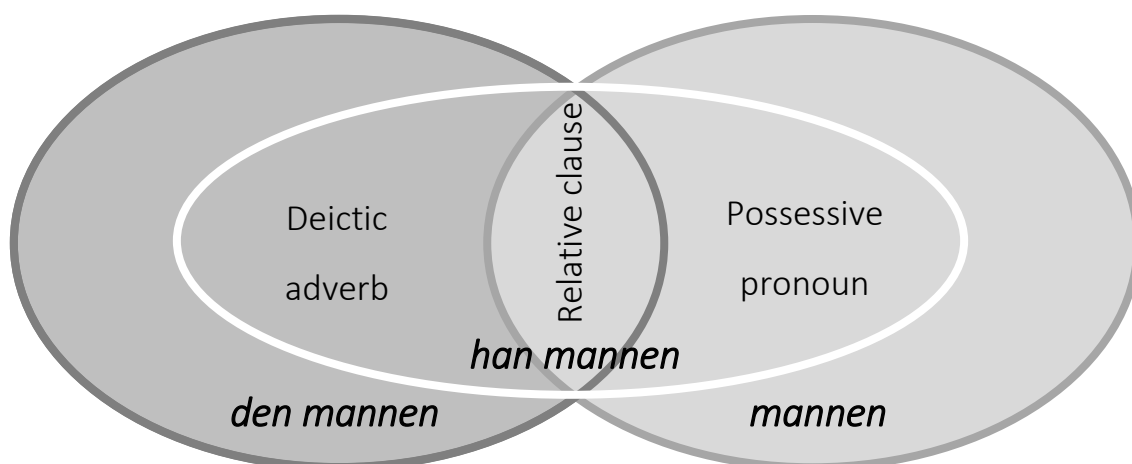 Deictic
adverb
Relative clause
Possessive
pronoun
han mannen
den mannen
mannen